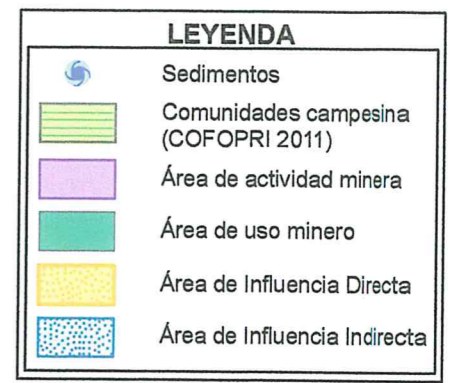 LEYENDA
Sedimentos
Comunidades campesina
(COFOPRI 2011)
Área de actividad minera
Área de uso minero
Área de Influencia Directa
Área de Influencia Indirecta